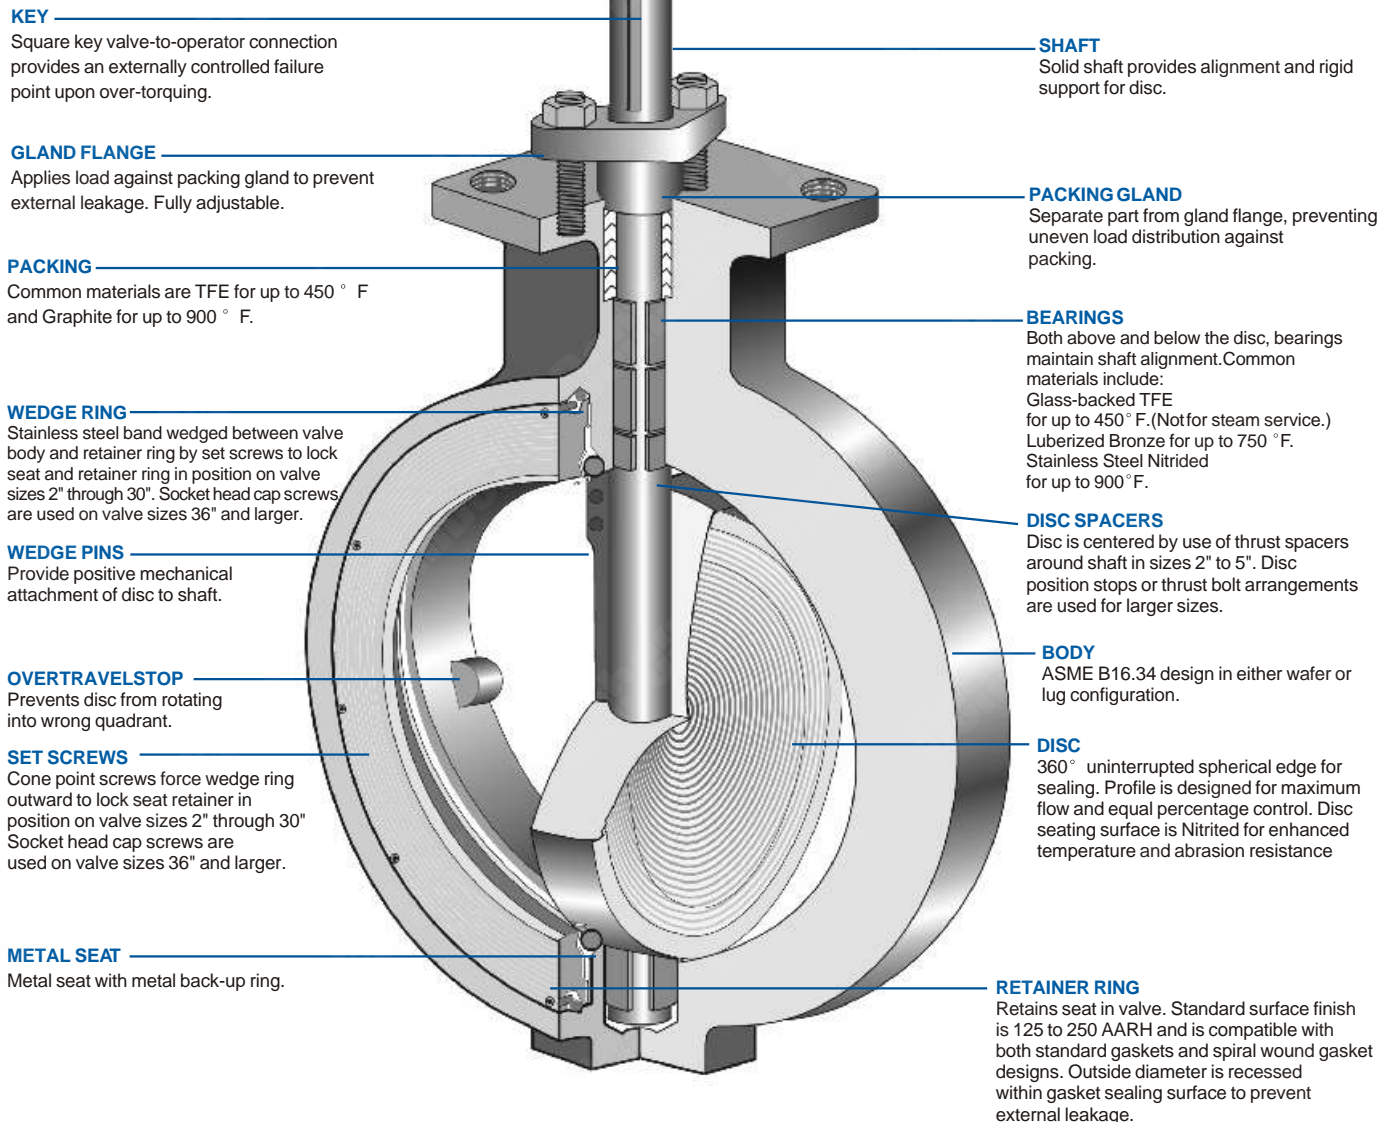 KEY
Square key valve-to-operator connection
provides an externally controlled failure
point upon over-torquing.
GLAND FLANGE
Applies load against packing gland to prevent
external leakage. Fully adjustable.
PACKING
Common materials are TFE for up to 450 ° F
and Graphite for up to 900 ° F.
WEDGE RING
Stainless steel band wedged between valve
body and retainer ring by set screws to lock
seat and retainer ring in position on valve
sizes 2" through 30". Socket head cap screws
are used on valve sizes 36" and larger.
WEDGE PINS
Provide positive mechanical
attachment of disc to shaft.
OVERTRAVELSTOP
Prevents disc from rotating
into wrong quadrant.
SET SCREWS
Cone point screws force wedge ring
outward to lock seat retainer in
position on valve sizes 2" through 30"
Socket head cap screws are
used on valve sizes 36" and larger.
METAL SEAT
Metal seat with metal back-up ring.
SHAFT
Solid shaft provides alignment and rigid
support for disc.
PACKING GLAND
Separate part from gland flange, preventing
uneven load distribution against
packing.
BEARINGS
Both above and below the disc, bearings
maintain shaft alignment.Common
materials include:
Glass-backed TFE
for up to 450°F.(Notfor steam service.)
Luberized Bronze for up to 750 °F.
Stainless Steel Nitrided
for up to 900°F.
DISC SPACERS
Disc is centered by use of thrust spacers
around shaft in sizes 2" to 5". Disc
position stops or thrust bolt arrangements
are used for larger sizes.
BODY
ASME B16.34 design in either wafer or
lug configuration.
DISC
360° uninterrupted spherical edge for
sealing. Profile is designed for maximum
flow and equal percentage control. Disc
seating surface is Nitrited for enhanced
temperature and abrasion resistance
RETAINER RING
Retains seat in valve. Standard surface finish
is 125 to 250 AARH and is compatible with
both standard gaskets and spiral wound gasket
designs. Outside diameter is recessed
within gasket sealing surface to prevent
external leakage.